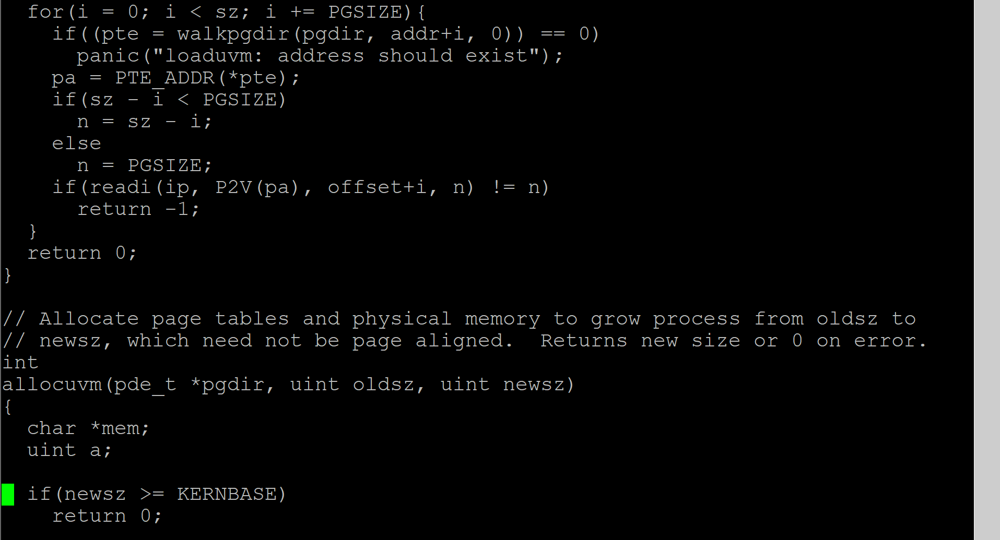 for(i = 0; i < sz; i += PGSIZE){
    if((pte = walkpgdir(pgdir, addr+i, 0)) == 0)
      panic("loaduvm: address should exist");
    pa = PTE_ADDR(*pte);
    if(sz - i < PGSIZE)
      n = sz - i;
    else
      n = PGSIZE;
    if(readi(ip, P2V(pa), offset+i, n) != n)
      return -1;
  }
  return 0;
}

// Allocate page tables and physical memory to grow process from oldsz to
// newsz, which need not be page aligned.  Returns new size or 0 on error.
int
allocuvm(pde_t *pgdir, uint oldsz, uint newsz)
{
  char *mem;
  uint a;

  if(newsz >= KERNBASE)
    return 0;